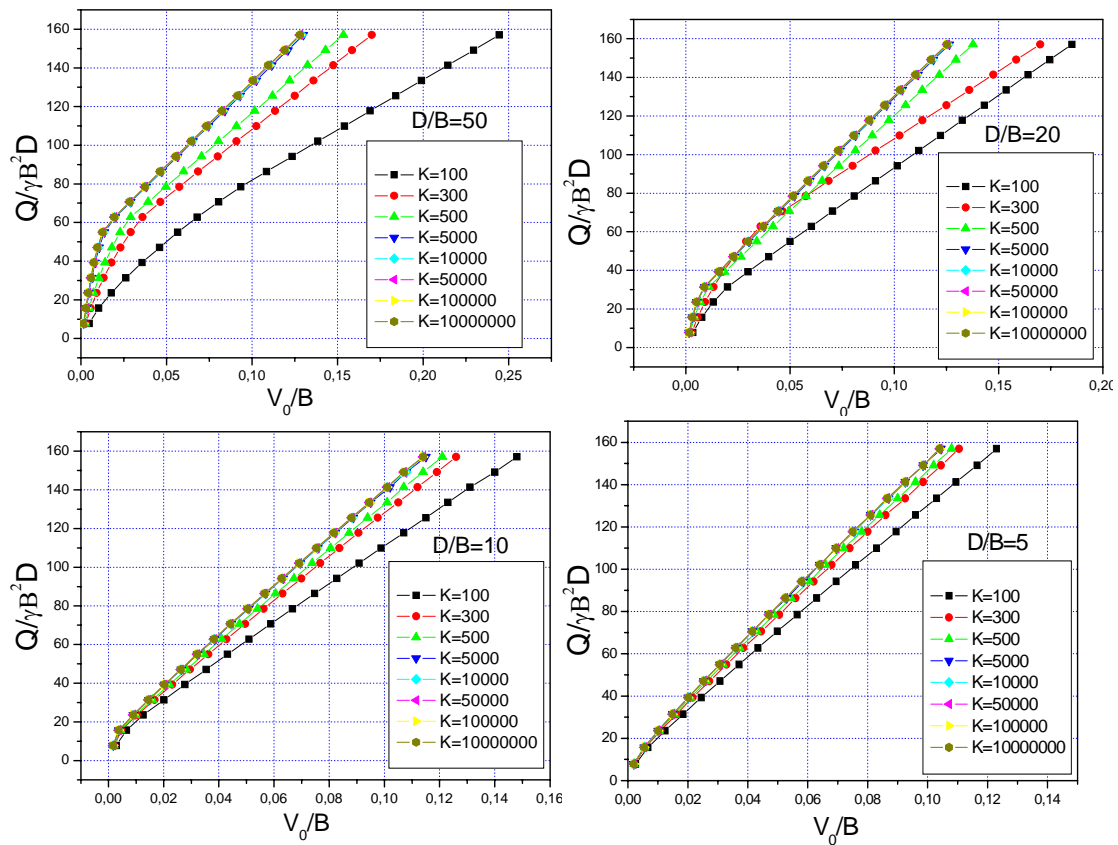 Q/γB²D
160
140
120
100
80
60
40
20
0
D/B=50
K=100
K=300
K=500
K=5000
K=10000
K=50000
K=100000
K=10000000
0,00 0,05 0,10 0,15 0,20 0,25
V₀/B
Q/γB²D
160
140
120
100
80
60
40
20
0
D/B=20
K=100
K=300
K=500
K=5000
K=10000
K=50000
K=100000
K=10000000
0,00 0,05 0,10 0,15 0,20
V₀/B
Q/γB²D
160
140
120
100
80
60
40
20
0
D/B=10
K=100
K=300
K=500
K=5000
K=10000
K=50000
K=100000
K=10000000
0,00 0,02 0,04 0,06 0,08 0,10 0,12 0,14 0,16
V₀/B
Q/γB²D
160
140
120
100
80
60
40
20
0
D/B=5
K=100
K=300
K=500
K=5000
K=10000
K=50000
K=100000
K=10000000
0,00 0,02 0,04 0,06 0,08 0,10 0,12 0,14
V₀/B